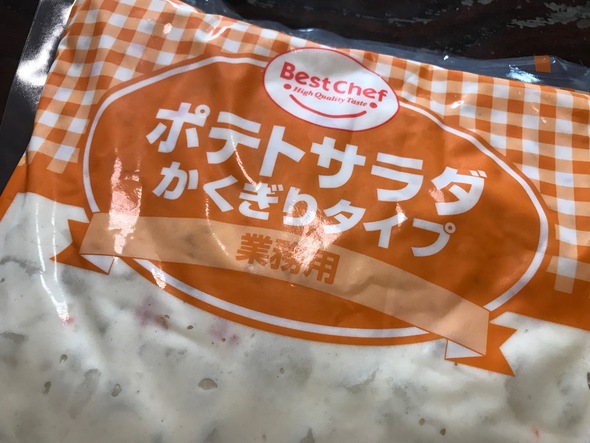 Best Chef
High Quality Taste
ポテトサラダ
かくぎりタイプ
業務用